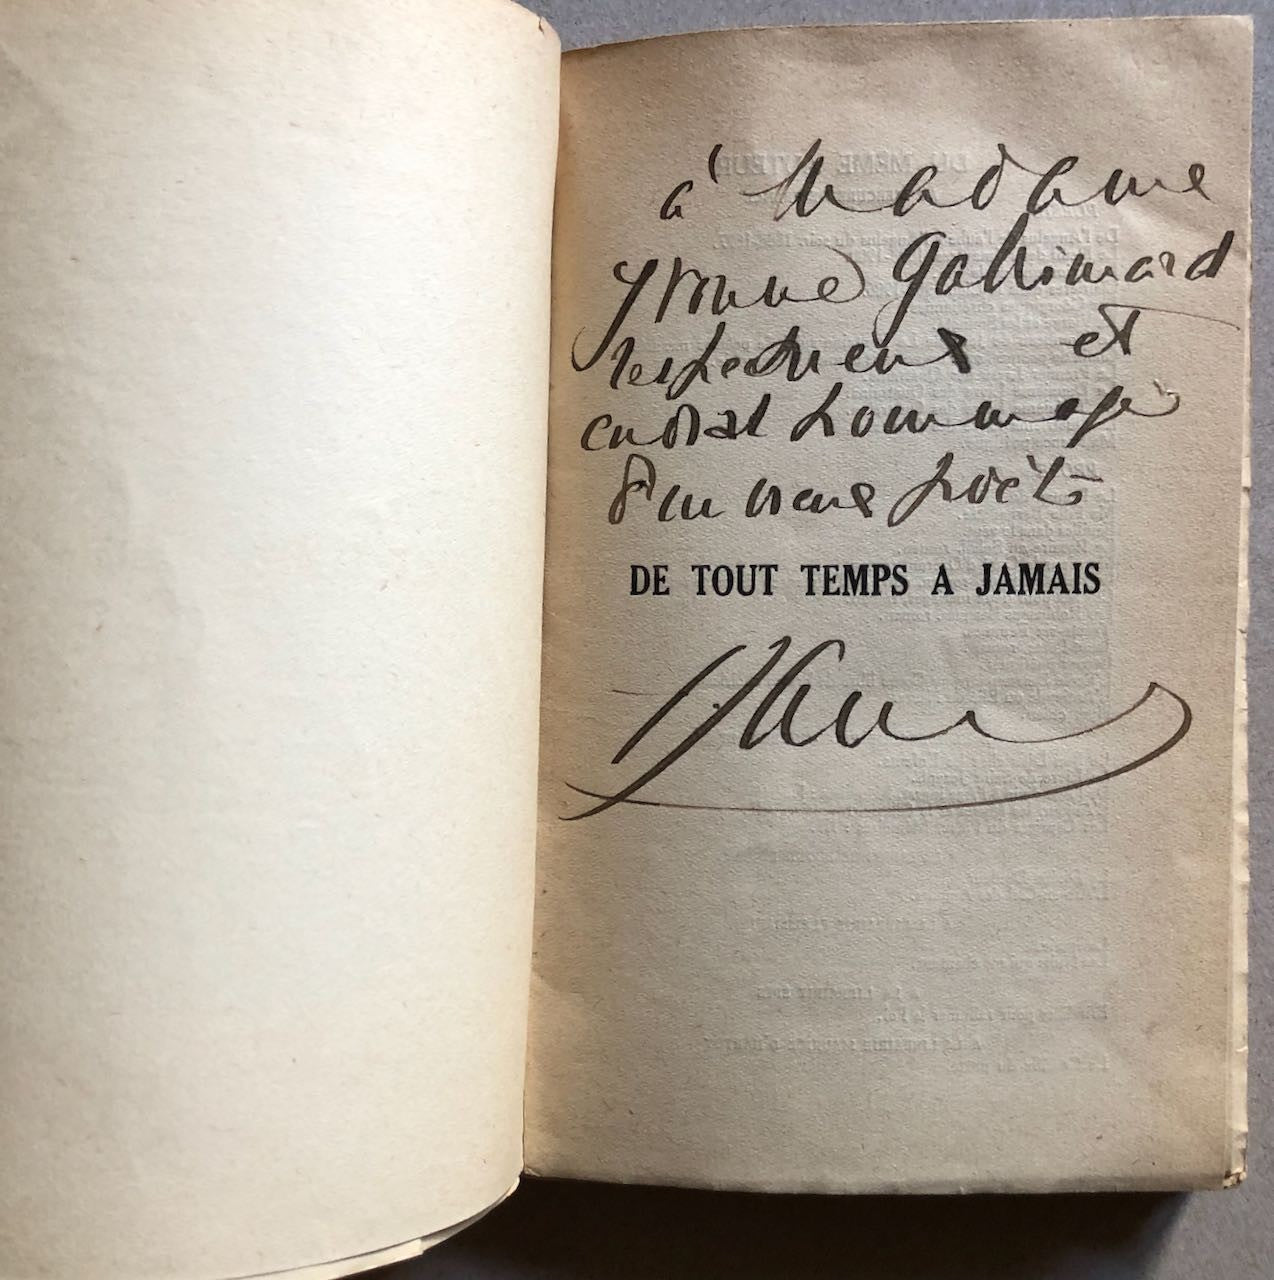 à Madame
Yvonne Gallimard
respectueux et
cordial hommage
d'un vieux poète
DE TOUT TEMPS A JAMAIS